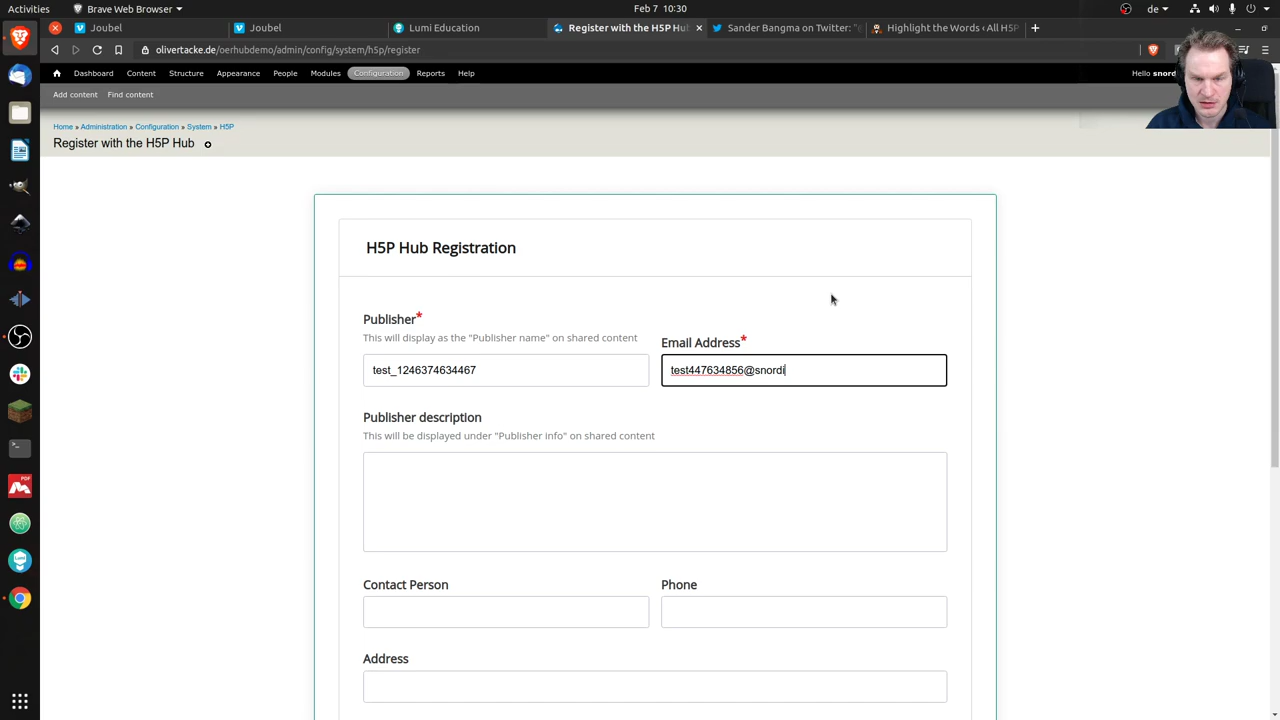 Activities Brave Web Browser Feb 7 10:30 de
Joubel Joubel Lumi Education Register with the H5P Hub Sander Bangma on Twitter: " Highlight the Words ‹ All H5P
olivertacke.de/oerhubdemo/admin/config/system/h5p/register
Dashboard Content Structure Appearance People Modules Configuration Reports Help Hello snord
Add content Find content
Home » Administration » Configuration » System » H5P
Register with the H5P Hub
H5P Hub Registration
Publisher*
This will display as the "Publisher name" on shared content
Email Address*
test_1246374634467 test447634856@snordi
Publisher description
This will be displayed under "Publisher info" on shared content
Contact Person Phone
Address
PDF
Lumi